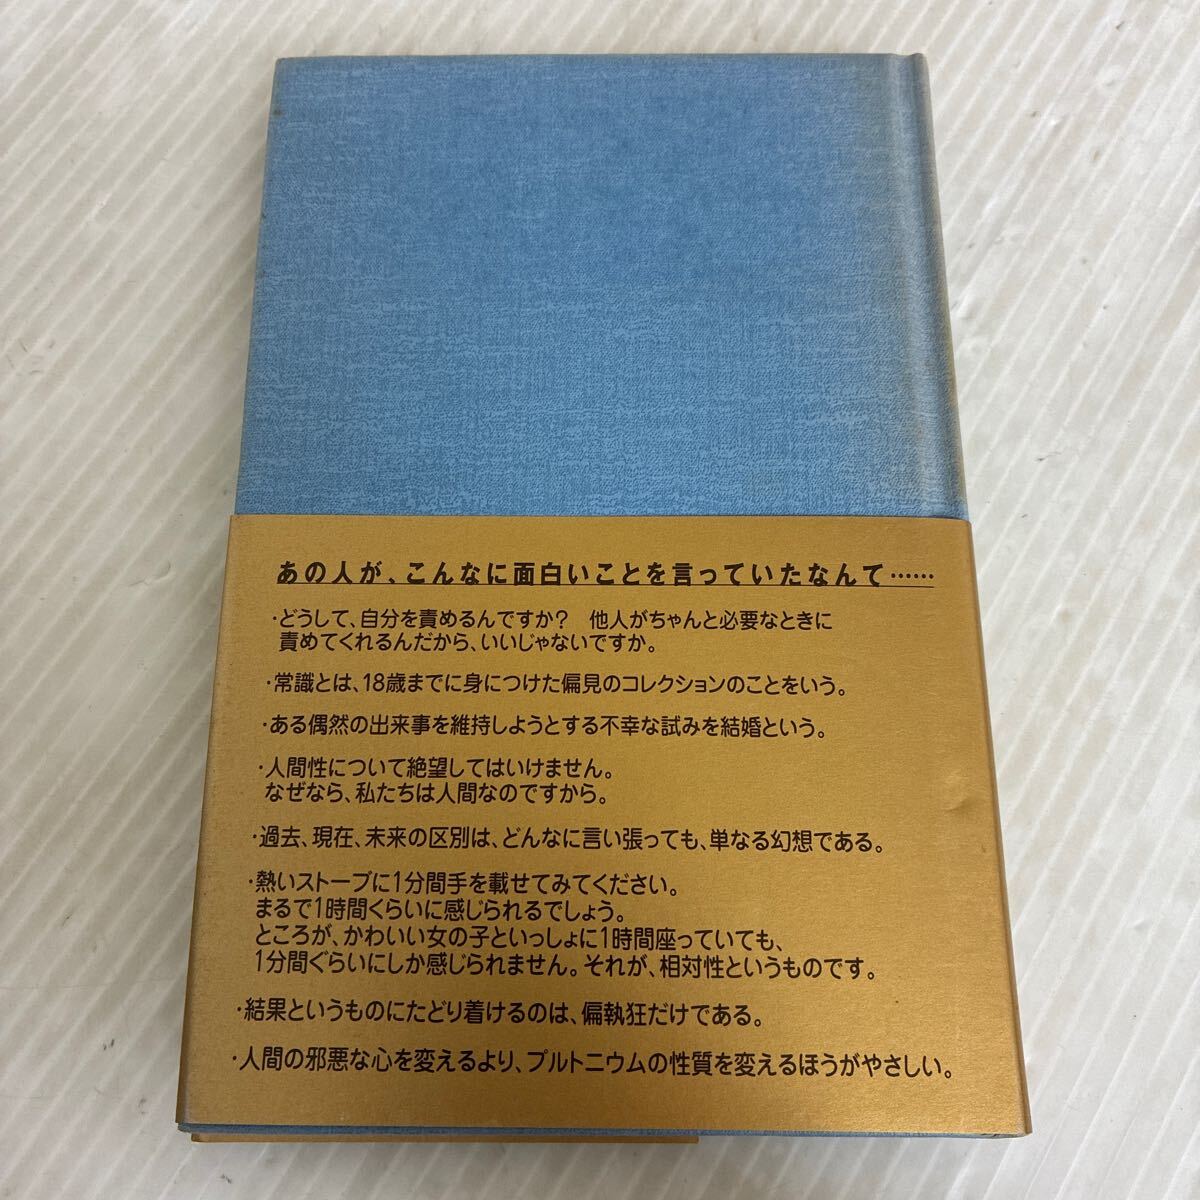 あの人が、こんなに面白いことを言っていたなんて……
・どうして、自分を責めるんですか？　他人がちゃんと必要なときに
責めてくれるんだから、いいじゃないですか。
・常識とは、18歳までに身につけた偏見のコレクションのことをいう。
・ある偶然の出来事を維持しようとする不幸な試みを結婚という。
・人間性について絶望してはいけません。
なぜなら、私たちは人間なのですから。
・過去、現在、未来の区別は、どんなに言い張っても、単なる幻想である。
・熱いストーブに1分間手を載せてみてください。
まるで1時間くらいに感じられるでしょう。
ところが、かわいい女の子といっしょに1時間座っていても、
1分間ぐらいにしか感じられません。それが、相対性というものです。
・結果というものにたどり着けるのは、偏執狂だけである。
・人間の邪悪な心を変えるより、プルトニウムの性質を変えるほうがやさしい。